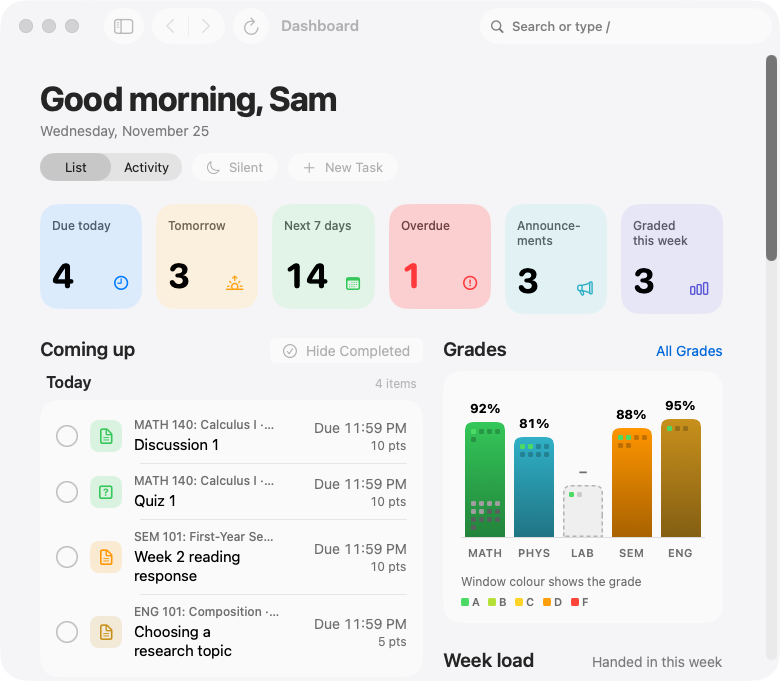 Dashboard
Search or type /
Good morning, Sam
Wednesday, November 25
List
Activity
Silent
New Task
Due today
4
Tomorrow
3
Next 7 days
14
Overdue
1
Announce-
ments
3
Graded
this week
3
Coming up
Hide Completed
Today
4 items
MATH 140: Calculus I ·...
Due 11:59 PM
Discussion 1
10 pts
MATH 140: Calculus I ·...
Due 11:59 PM
Quiz 1
10 pts
SEM 101: First-Year Se...
Due 11:59 PM
Week 2 reading
response
10 pts
ENG 101: Composition ·...
Due 11:59 PM
Choosing a
research topic
5 pts
Grades
All Grades
92%
81%
–
88%
95%
MATH
PHYS
LAB
SEM
ENG
Window colour shows the grade
A
B
C
D
F
Week load
Handed in this week